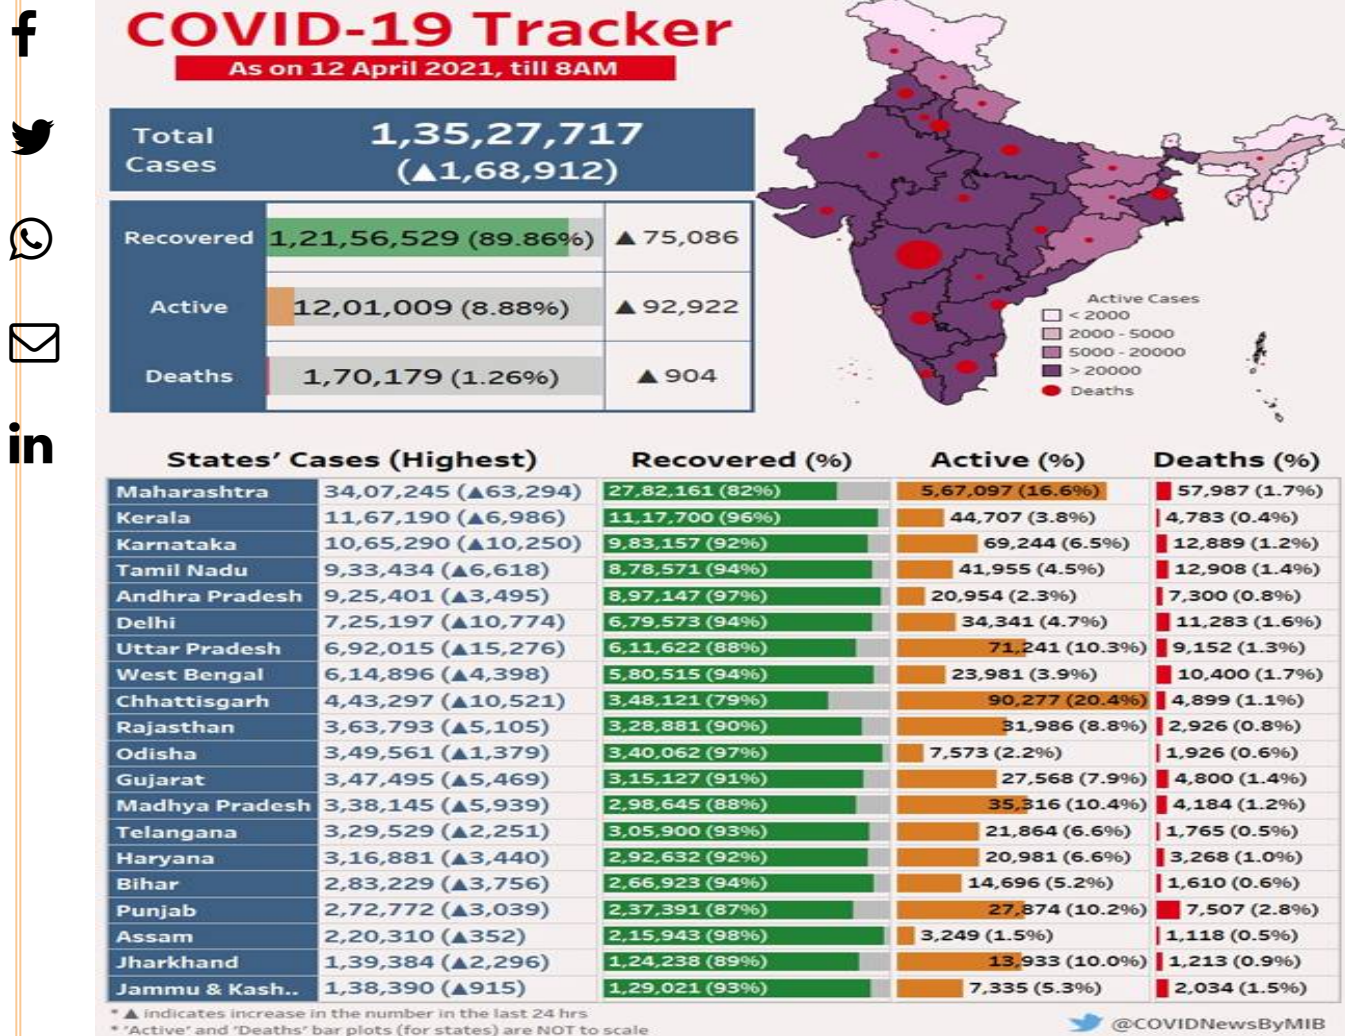 COVID-19 Tracker
As on 12 April 2021, till 8AM
Total Cases 1,35,27,717 (▲1,68,912)
Recovered 1,21,56,529 (89.86%) ▲75,086
Active 12,01,009 (8.88%) ▲92,922
Deaths 1,70,179 (1.26%) ▲904
Active Cases
< 2000
2000 - 5000
5000 - 20000
> 20000
Deaths
States' Cases (Highest) Recovered (%) Active (%) Deaths (%)
Maharashtra 34,07,245 (▲63,294) 27,82,161 (82%) 5,67,097 (16.6%) 57,987 (1.7%)
Kerala 11,67,190 (▲6,986) 11,17,700 (96%) 44,707 (3.8%) 4,783 (0.4%)
Karnataka 10,65,290 (▲10,250) 9,83,157 (92%) 69,244 (6.5%) 12,889 (1.2%)
Tamil Nadu 9,33,434 (▲6,618) 8,78,571 (94%) 41,955 (4.5%) 12,908 (1.4%)
Andhra Pradesh 9,25,401 (▲3,495) 8,97,147 (97%) 20,954 (2.3%) 7,300 (0.8%)
Delhi 7,25,197 (▲10,774) 6,79,573 (94%) 34,341 (4.7%) 11,283 (1.6%)
Uttar Pradesh 6,92,015 (▲15,276) 6,11,622 (88%) 71,241 (10.3%) 9,152 (1.3%)
West Bengal 6,14,896 (▲4,398) 5,80,515 (94%) 23,981 (3.9%) 10,400 (1.7%)
Chhattisgarh 4,43,297 (▲10,521) 3,48,121 (79%) 90,277 (20.4%) 4,899 (1.1%)
Rajasthan 3,63,793 (▲5,105) 3,28,881 (90%) 31,986 (8.8%) 2,926 (0.8%)
Odisha 3,49,561 (▲1,379) 3,40,062 (97%) 7,573 (2.2%) 1,926 (0.6%)
Gujarat 3,47,495 (▲5,469) 3,15,127 (91%) 27,568 (7.9%) 4,800 (1.4%)
Madhya Pradesh 3,38,145 (▲5,939) 2,98,645 (88%) 35,316 (10.4%) 4,184 (1.2%)
Telangana 3,29,529 (▲2,251) 3,05,900 (93%) 21,864 (6.6%) 1,765 (0.5%)
Haryana 3,16,881 (▲3,440) 2,92,632 (92%) 20,981 (6.6%) 3,268 (1.0%)
Bihar 2,83,229 (▲3,756) 2,66,923 (94%) 14,696 (5.2%) 1,610 (0.6%)
Punjab 2,72,772 (▲3,039) 2,37,391 (87%) 27,874 (10.2%) 7,507 (2.8%)
Assam 2,20,310 (▲352) 2,15,943 (98%) 3,249 (1.5%) 1,118 (0.5%)
Jharkhand 1,39,384 (▲2,296) 1,24,238 (89%) 13,933 (10.0%) 1,213 (0.9%)
Jammu & Kash.. 1,38,390 (▲915) 1,29,021 (93%) 7,335 (5.3%) 2,034 (1.5%)
* ▲ indicates increase in the number in the last 24 hrs
* 'Active' and 'Deaths' bar plots (for states) are NOT to scale
@COVIDNewsByMIB